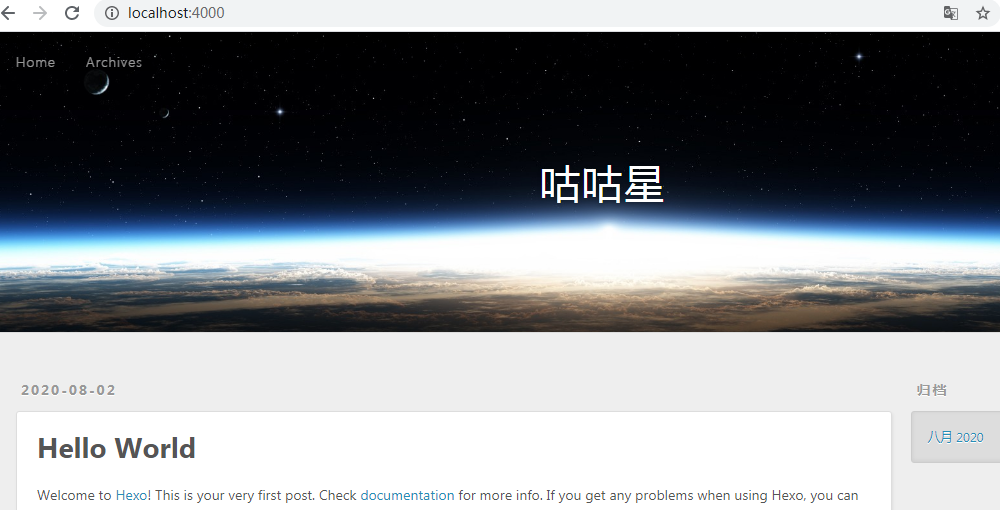 localhost:4000
Home Archives
咕咕星
2020-08-02
归档
Hello World
八月 2020
Welcome to Hexo! This is your very first post. Check documentation for more info. If you get any problems when using Hexo, you can